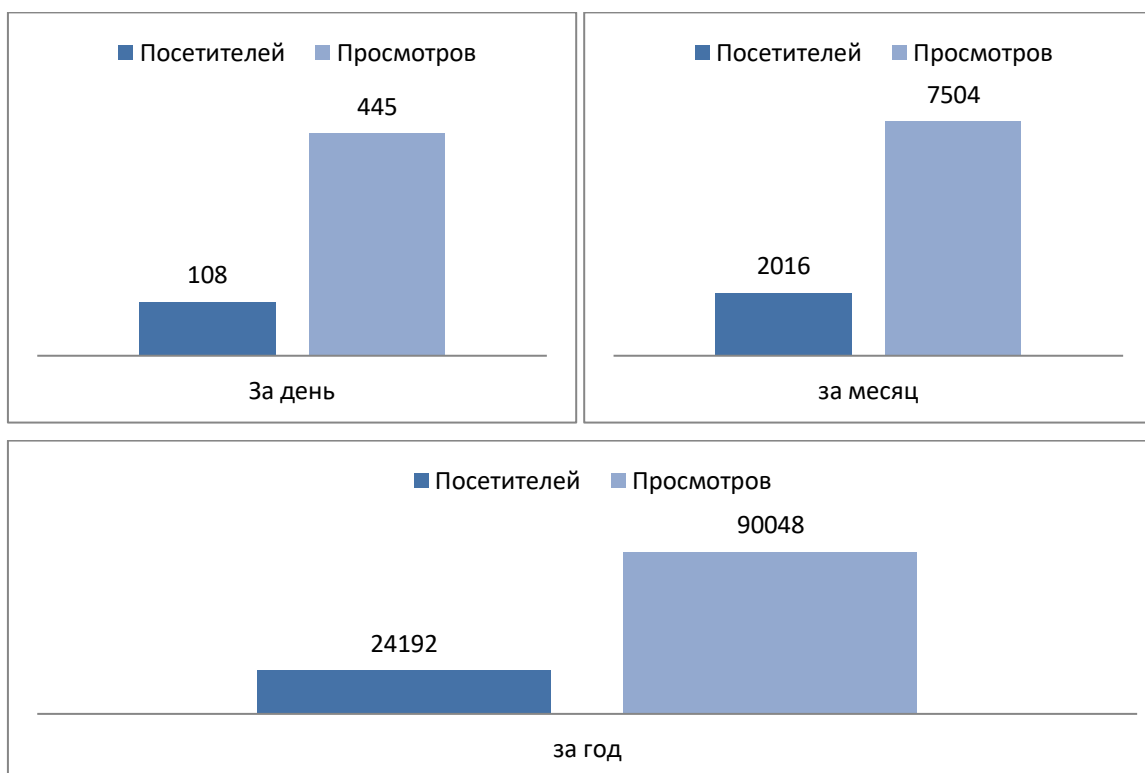 Посетителей Просмотров
445
108
За день
Посетителей Просмотров
7504
2016
за месяц
Посетителей Просмотров
90048
24192
за год